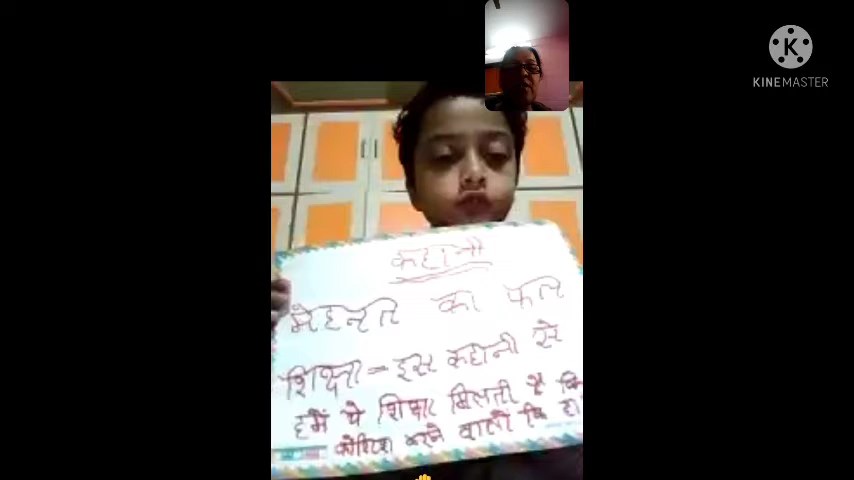 कहानी
मेहनत का फल
शिक्षा - इस कहानी से
हमें ये शिक्षा मिलती है कि
कोशिश करने वालों कि
K
KINEMASTER